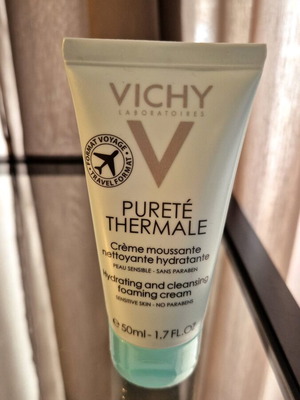 VICHY
LABORATOIRES
V
FORMAT VOYAGE
TRAVEL FORMAT
PURETÉ
THERMALE
Crème moussante
nettoyante hydratante
PEAU SENSIBLE - SANS PARABEN
Hydrating and cleansing
foaming cream
SENSITIVE SKIN - NO PARABENS
e 50ml - 1.7 FL.OZ